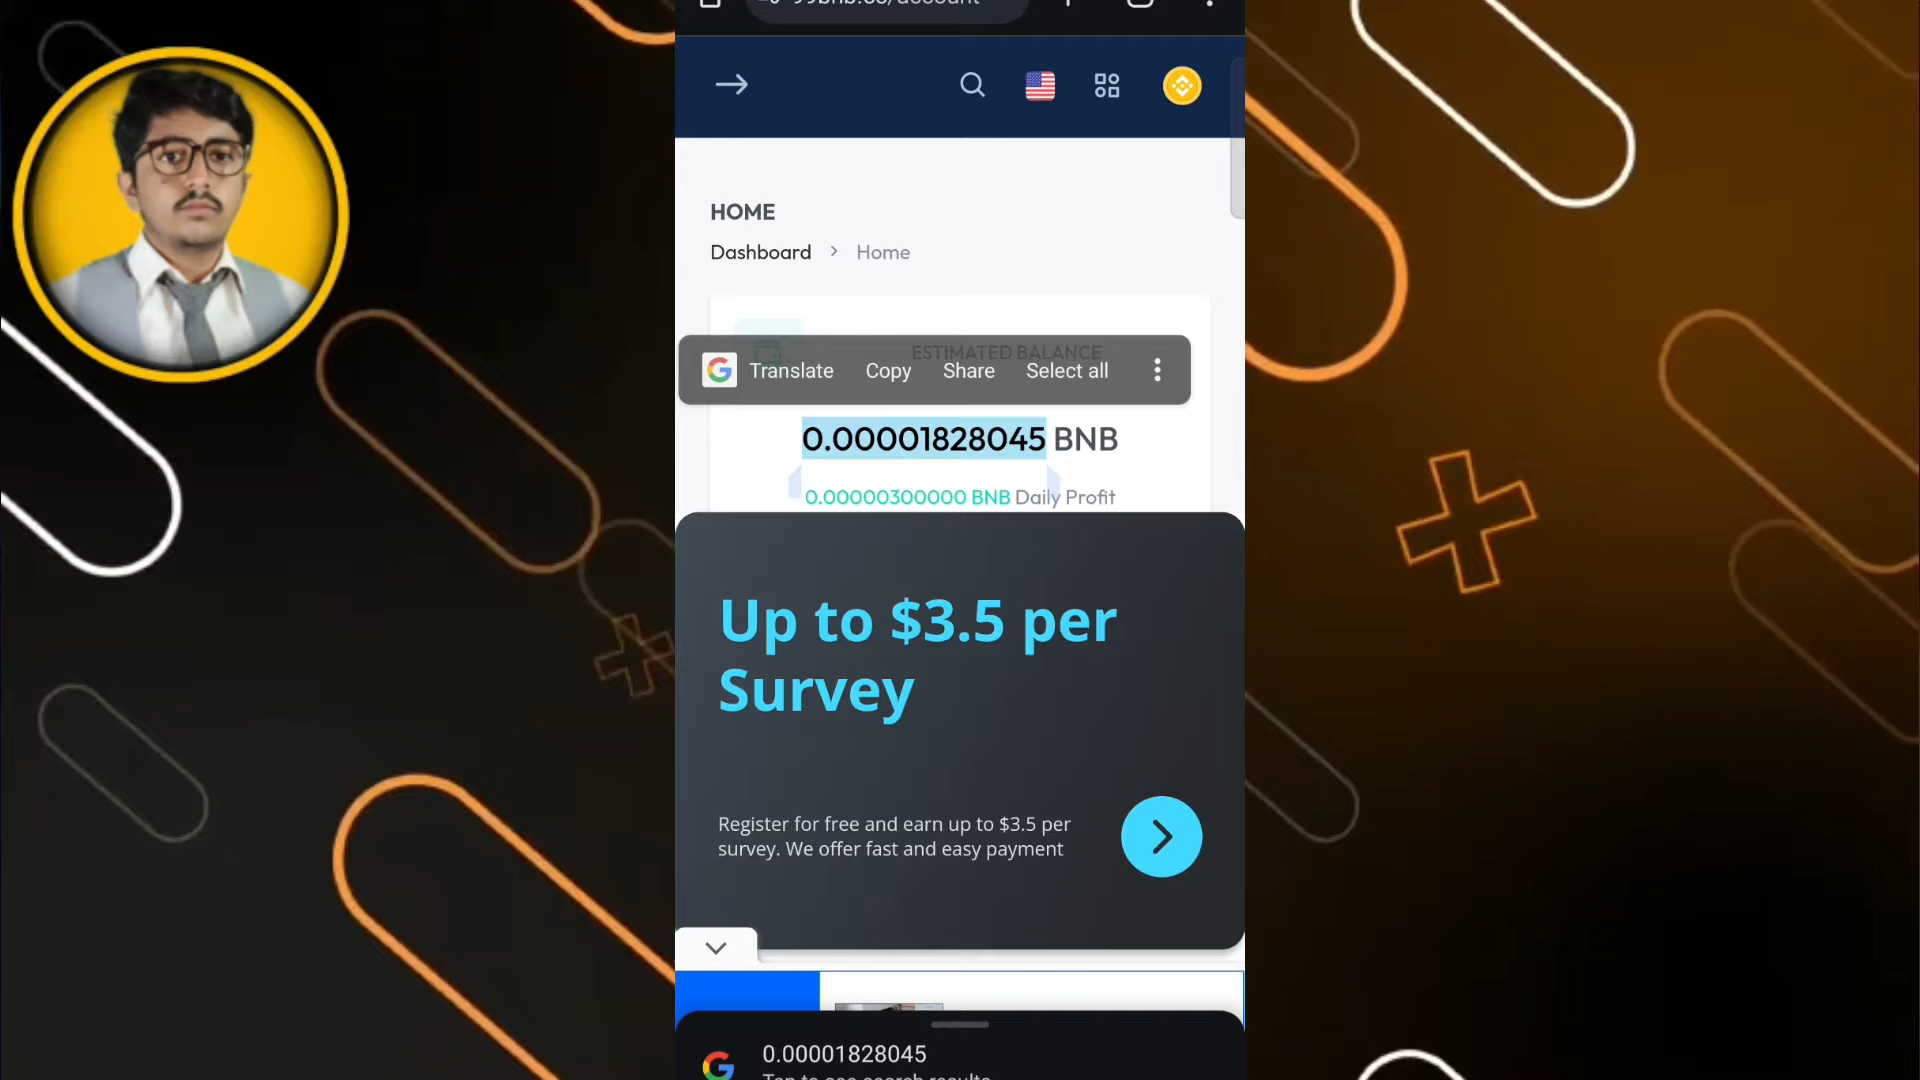 HOME
Dashboard > Home
ESTIMATED BALANCE
Translate Copy Share Select all
0.00001828045 BNB
0.00000300000 BNB Daily Profit
Up to $3.5 per
Survey
Register for free and earn up to $3.5 per
survey. We offer fast and easy payment
0.00001828045